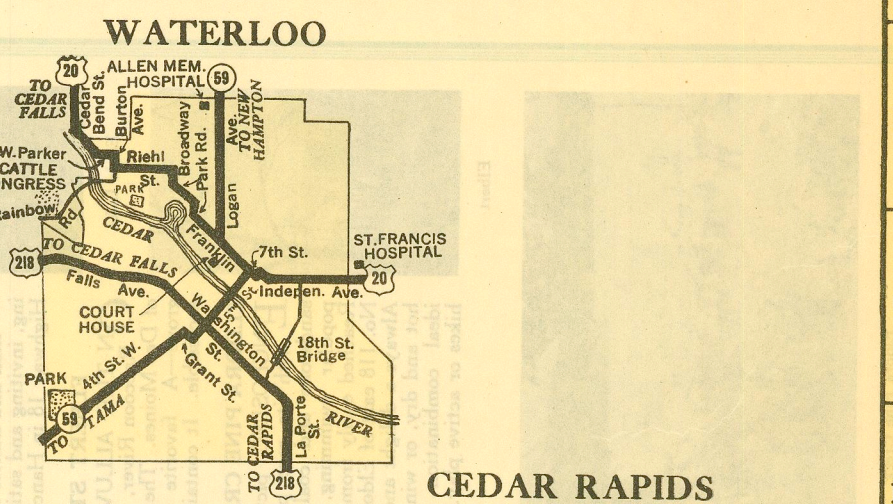 WATERLOO
20
ALLEN MEM.
HOSPITAL
59
TO
CEDAR
FALLS
Cedar
Bend St.
Burton
Ave.
Broadway
Park Rd.
Ave.
TO NEW
HAMPTON
W. Parker
CATTLE
NGRESS
Rainbow
Rd
Riehl
St.
PARK
Logan
CEDAR
TO CEDAR FALLS
218
Falls Ave.
Franklin
7th St.
ST. FRANCIS
HOSPITAL
20
Indepen. Ave.
COURT
HOUSE
5th St.
Washington
St.
18th St.
Bridge
4th St. W.
Grant St.
PARK
59
TO TAMA
TO CEDAR
RAPIDS
La Porte
St.
RIVER
218
CEDAR RAPIDS